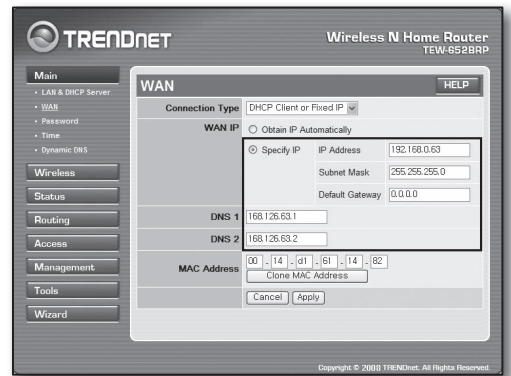 TRENDNET
Wireless N Home Router
TEW-652BRP
Main
• LAN & DHCP Server
• WAN
• Password
• Time
• Dynamic DNS
Wireless
Status
Routing
Access
Management
Tools
Wizard
WAN HELP
Connection Type DHCP Client or Fixed IP
WAN IP Obtain IP Automatically
Specify IP IP Address 192.168.0.63
Subnet Mask 255.255.255.0
Default Gateway 0.0.0.0
DNS 1 168.126.63.1
DNS 2 168.126.63.2
MAC Address 00 - 14 - d1 - 61 - 14 - 82
Clone MAC Address
Cancel Apply
Copyright © 2008 TRENDnet. All Rights Reserved.